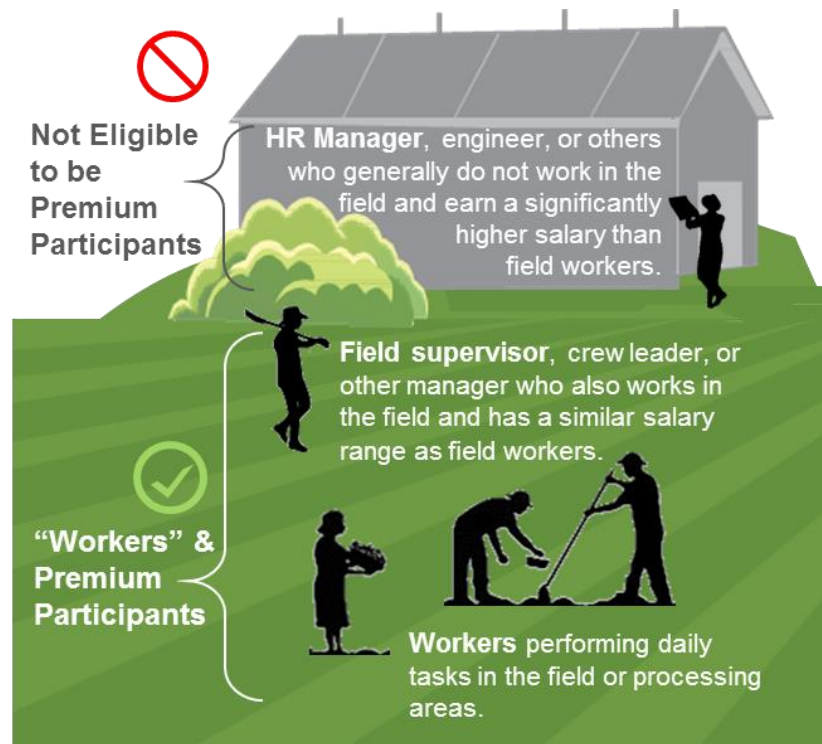 Not Eligible
to be
Premium
Participants
HR Manager, engineer, or others
who generally do not work in the
field and earn a significantly
higher salary than
field workers.
Field supervisor, crew leader, or
other manager who also works in
the field and has a similar salary
range as field workers.
“Workers” &
Premium
Participants
Workers performing daily
tasks in the field or processing
areas.